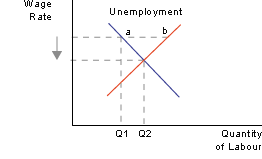 Wage
Rate
Unemployment
a
b
Q1
Q2
Quantity
of Labour